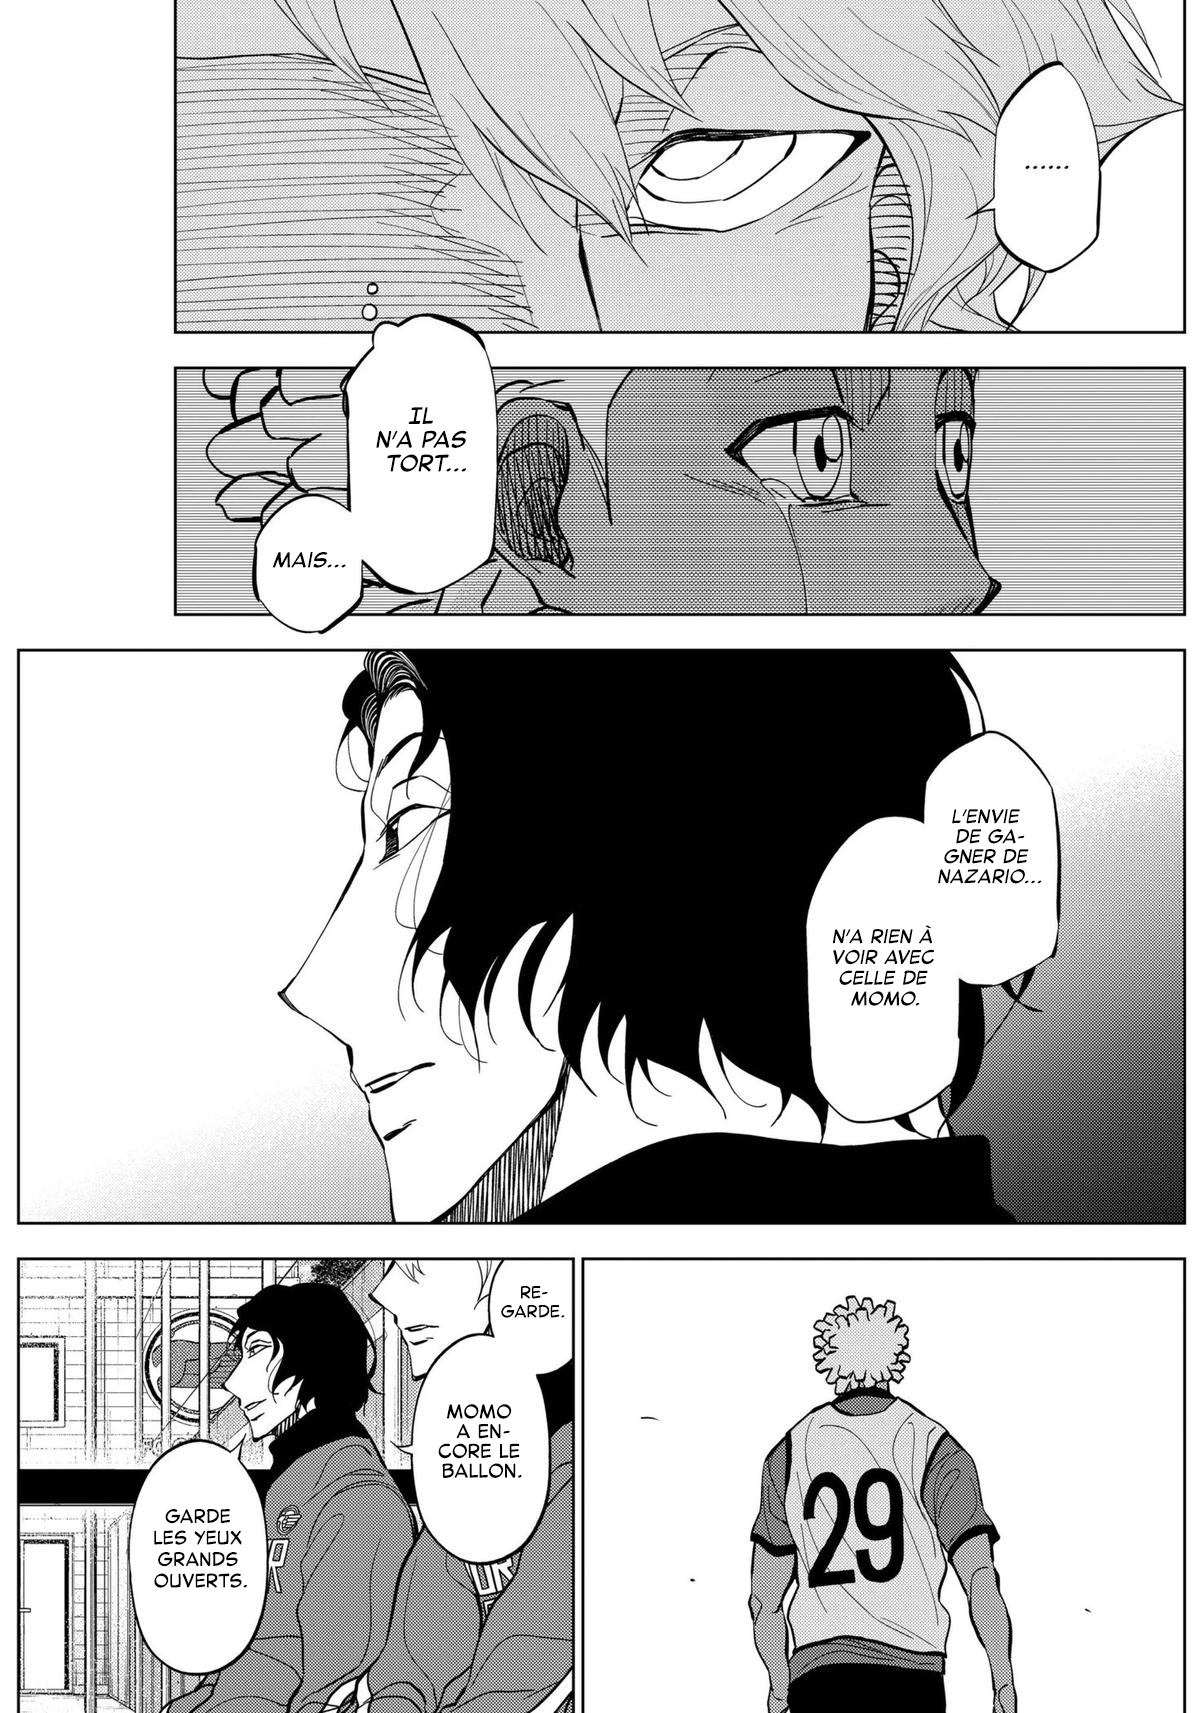 ......
IL
N'A PAS
TORT...
MAIS...
L'ENVIE
DE GA-
GNER DE
NAZARIO...
N'A RIEN À
VOIR AVEC
CELLE DE
MOMO.
29
RE-
GARDE.
MOMO
A EN-
CORE LE
BALLON.
GARDE
LES YEUX
GRANDS
OUVERTS.